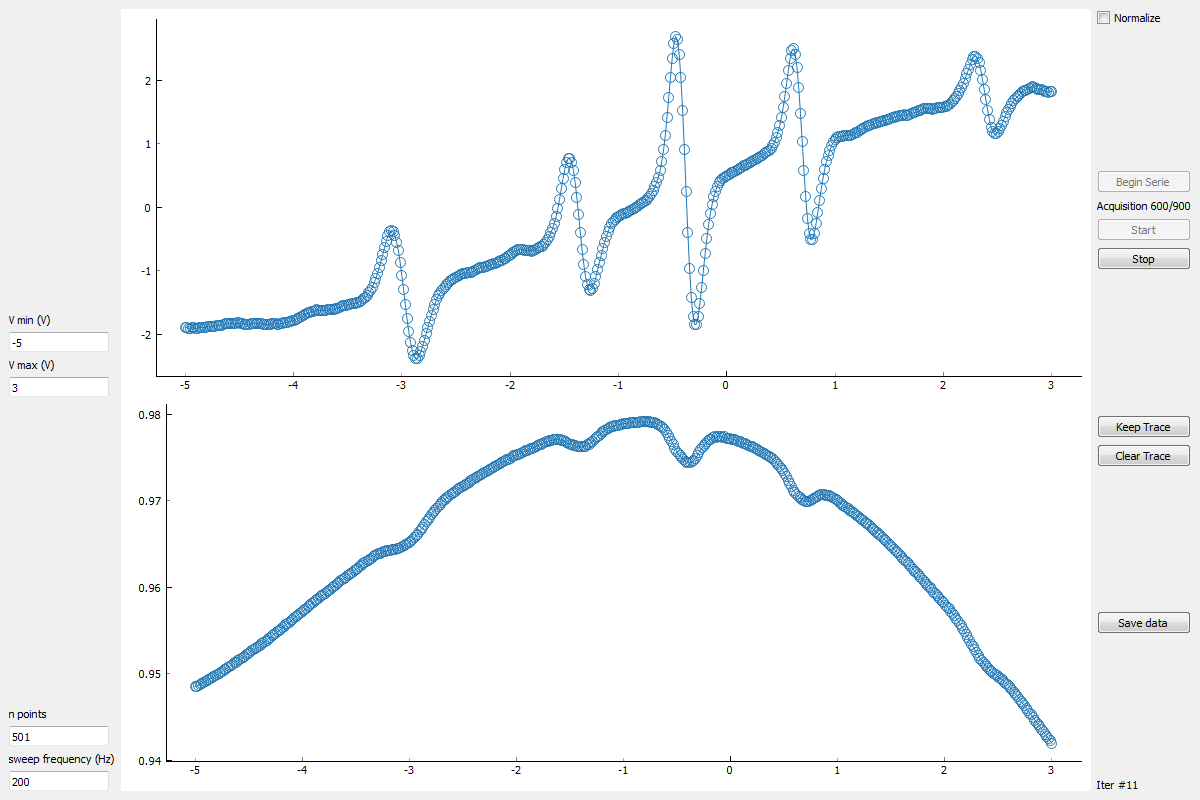 Normalize
2
1
0
-1
-2
-5
-4
-3
-2
-1
0
1
2
3
Begin Serie
Acquisition 600/900
Start
Stop
V min (V)
-5
V max (V)
3
0.98
0.97
0.96
0.95
0.94
-5
-4
-3
-2
-1
0
1
2
3
Keep Trace
Clear Trace
Save data
n points
501
sweep frequency (Hz)
200
Iter #11